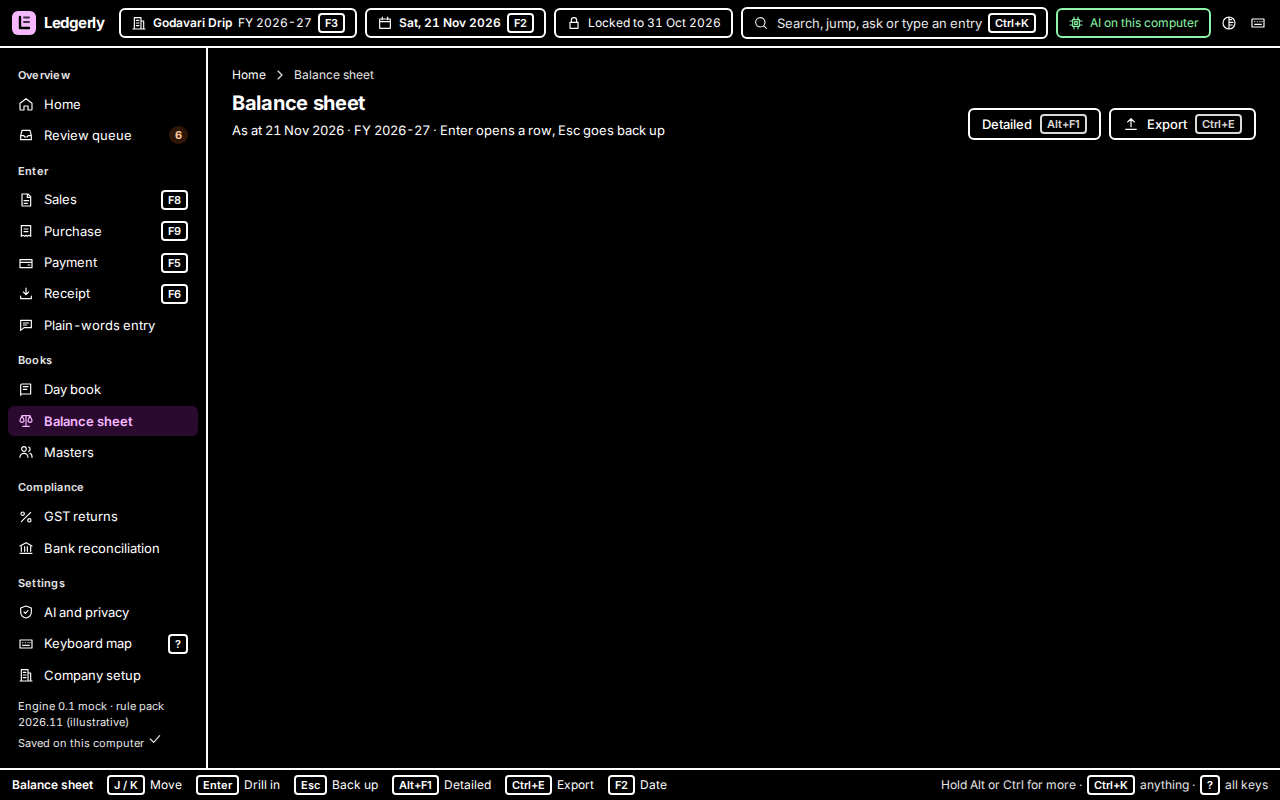 Ledgerly
Godavari Drip FY 2026-27 F3
Sat, 21 Nov 2026 F2
Locked to 31 Oct 2026
Search, jump, ask or type an entry Ctrl+K
AI on this computer
Overview
Home
Review queue 6
Enter
Sales F8
Purchase F9
Payment F5
Receipt F6
Plain-words entry
Books
Day book
Balance sheet
Masters
Compliance
GST returns
Bank reconciliation
Settings
AI and privacy
Keyboard map ?
Company setup
Engine 0.1 mock · rule pack
2026.11 (illustrative)
Saved on this computer
Home > Balance sheet
Balance sheet
As at 21 Nov 2026 · FY 2026-27 · Enter opens a row, Esc goes back up
Detailed Alt+F1
Export Ctrl+E
Balance sheet J / K Move Enter Drill in Esc Back up Alt+F1 Detailed Ctrl+E Export F2 Date
Hold Alt or Ctrl for more · Ctrl+K anything · ? all keys